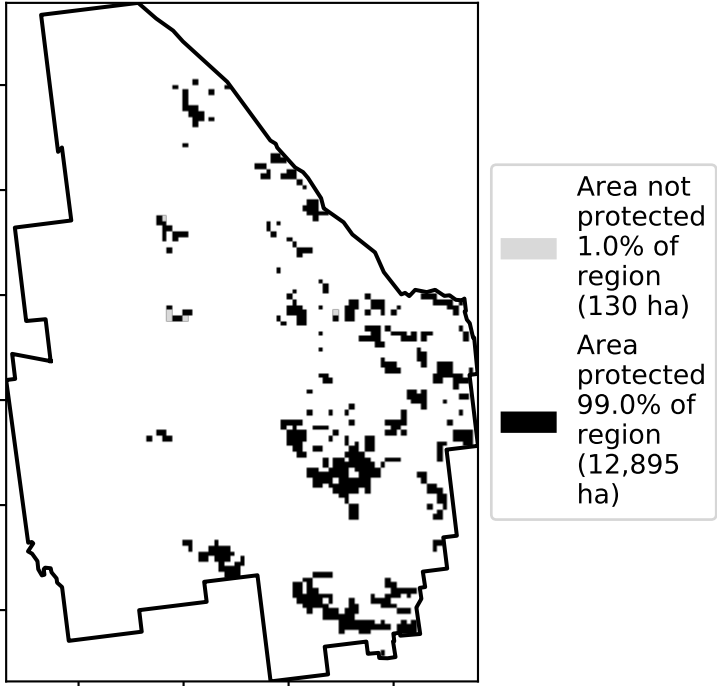 Area not
protected
1.0% of
region
(130 ha)
Area
protected
99.0% of
region
(12,895
ha)